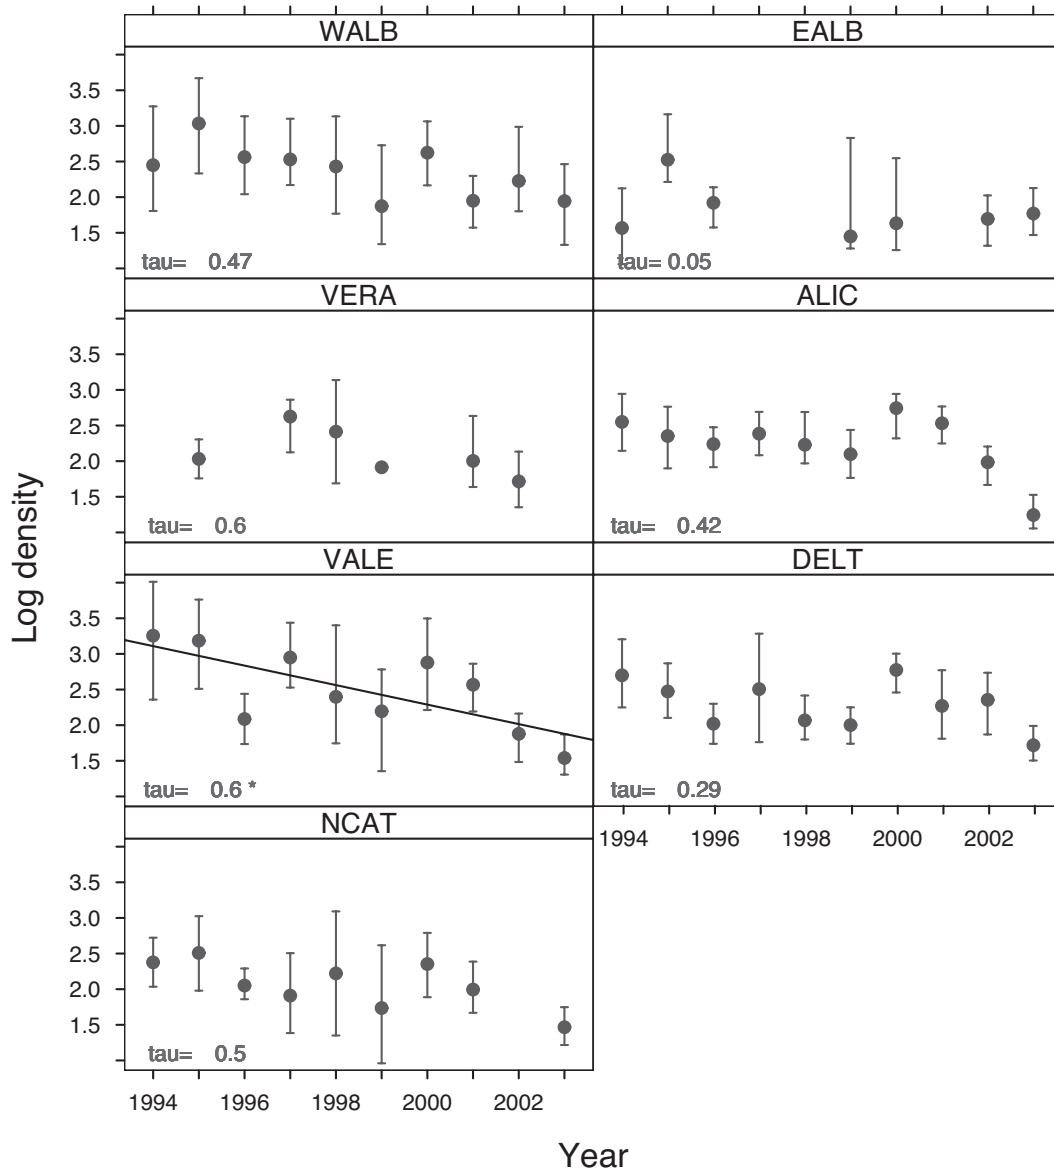 WALB EALB
3.5
3.0
2.5
2.0
1.5
tau= 0.47 tau= 0.05
VERA ALIC
3.5
3.0
2.5
2.0
1.5
tau= 0.6 tau= 0.42
VALE DELT
3.5
3.0
2.5
2.0
1.5
tau= 0.6 * tau= 0.29
NCAT 1994 1996 1998 2000 2002
3.5
3.0
2.5
2.0
1.5
tau= 0.5
1994 1996 1998 2000 2002
Log density
Year